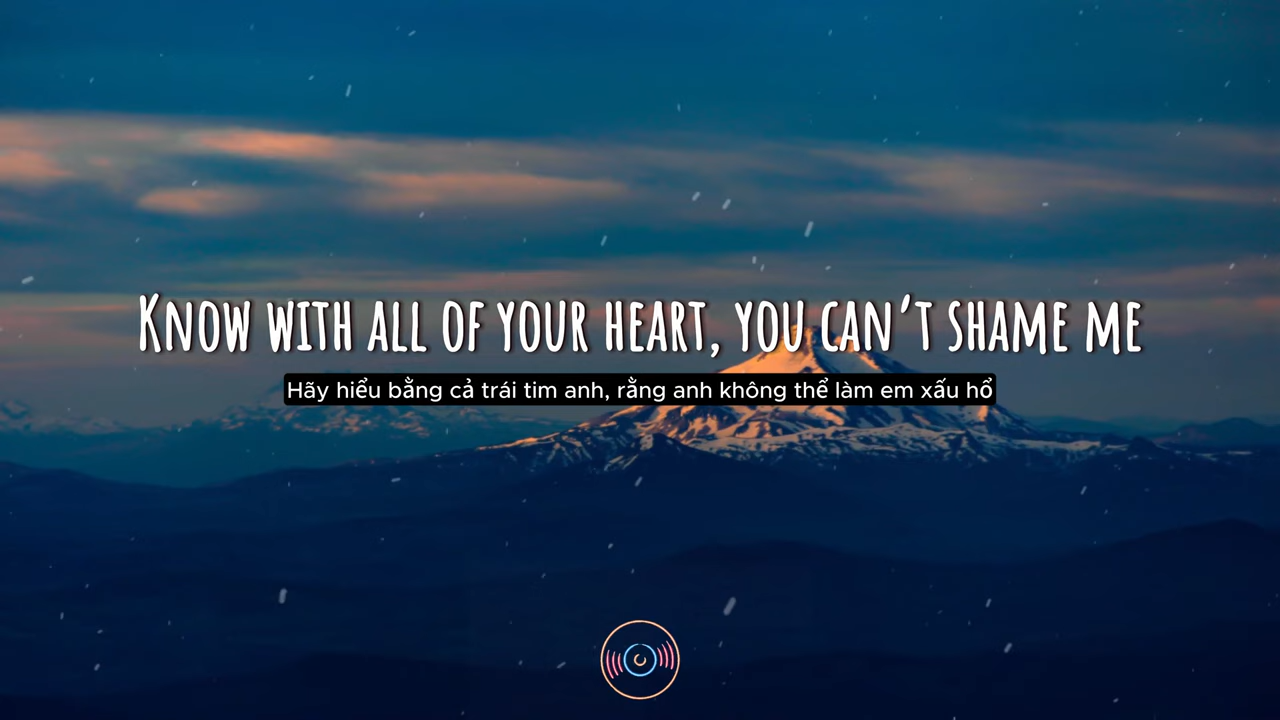 Know with all of your heart, you can't shame me
Hãy hiểu bằng cả trái tim anh, rằng anh không thể làm em xấu hổ